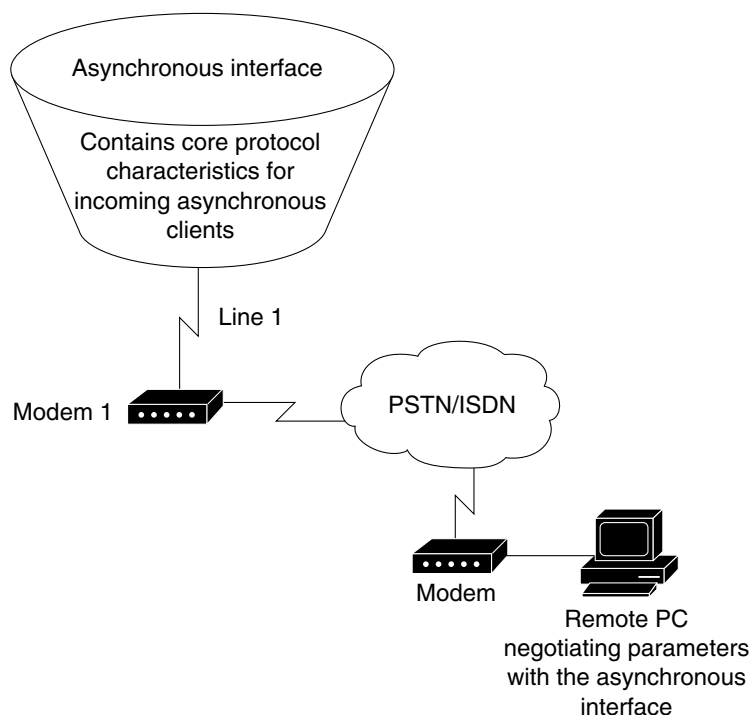 Asynchronous interface
Contains core protocol
characteristics for
incoming asynchronous
clients
Line 1
Modem 1
PSTN/ISDN
Modem
Remote PC
negotiating parameters
with the asynchronous
interface